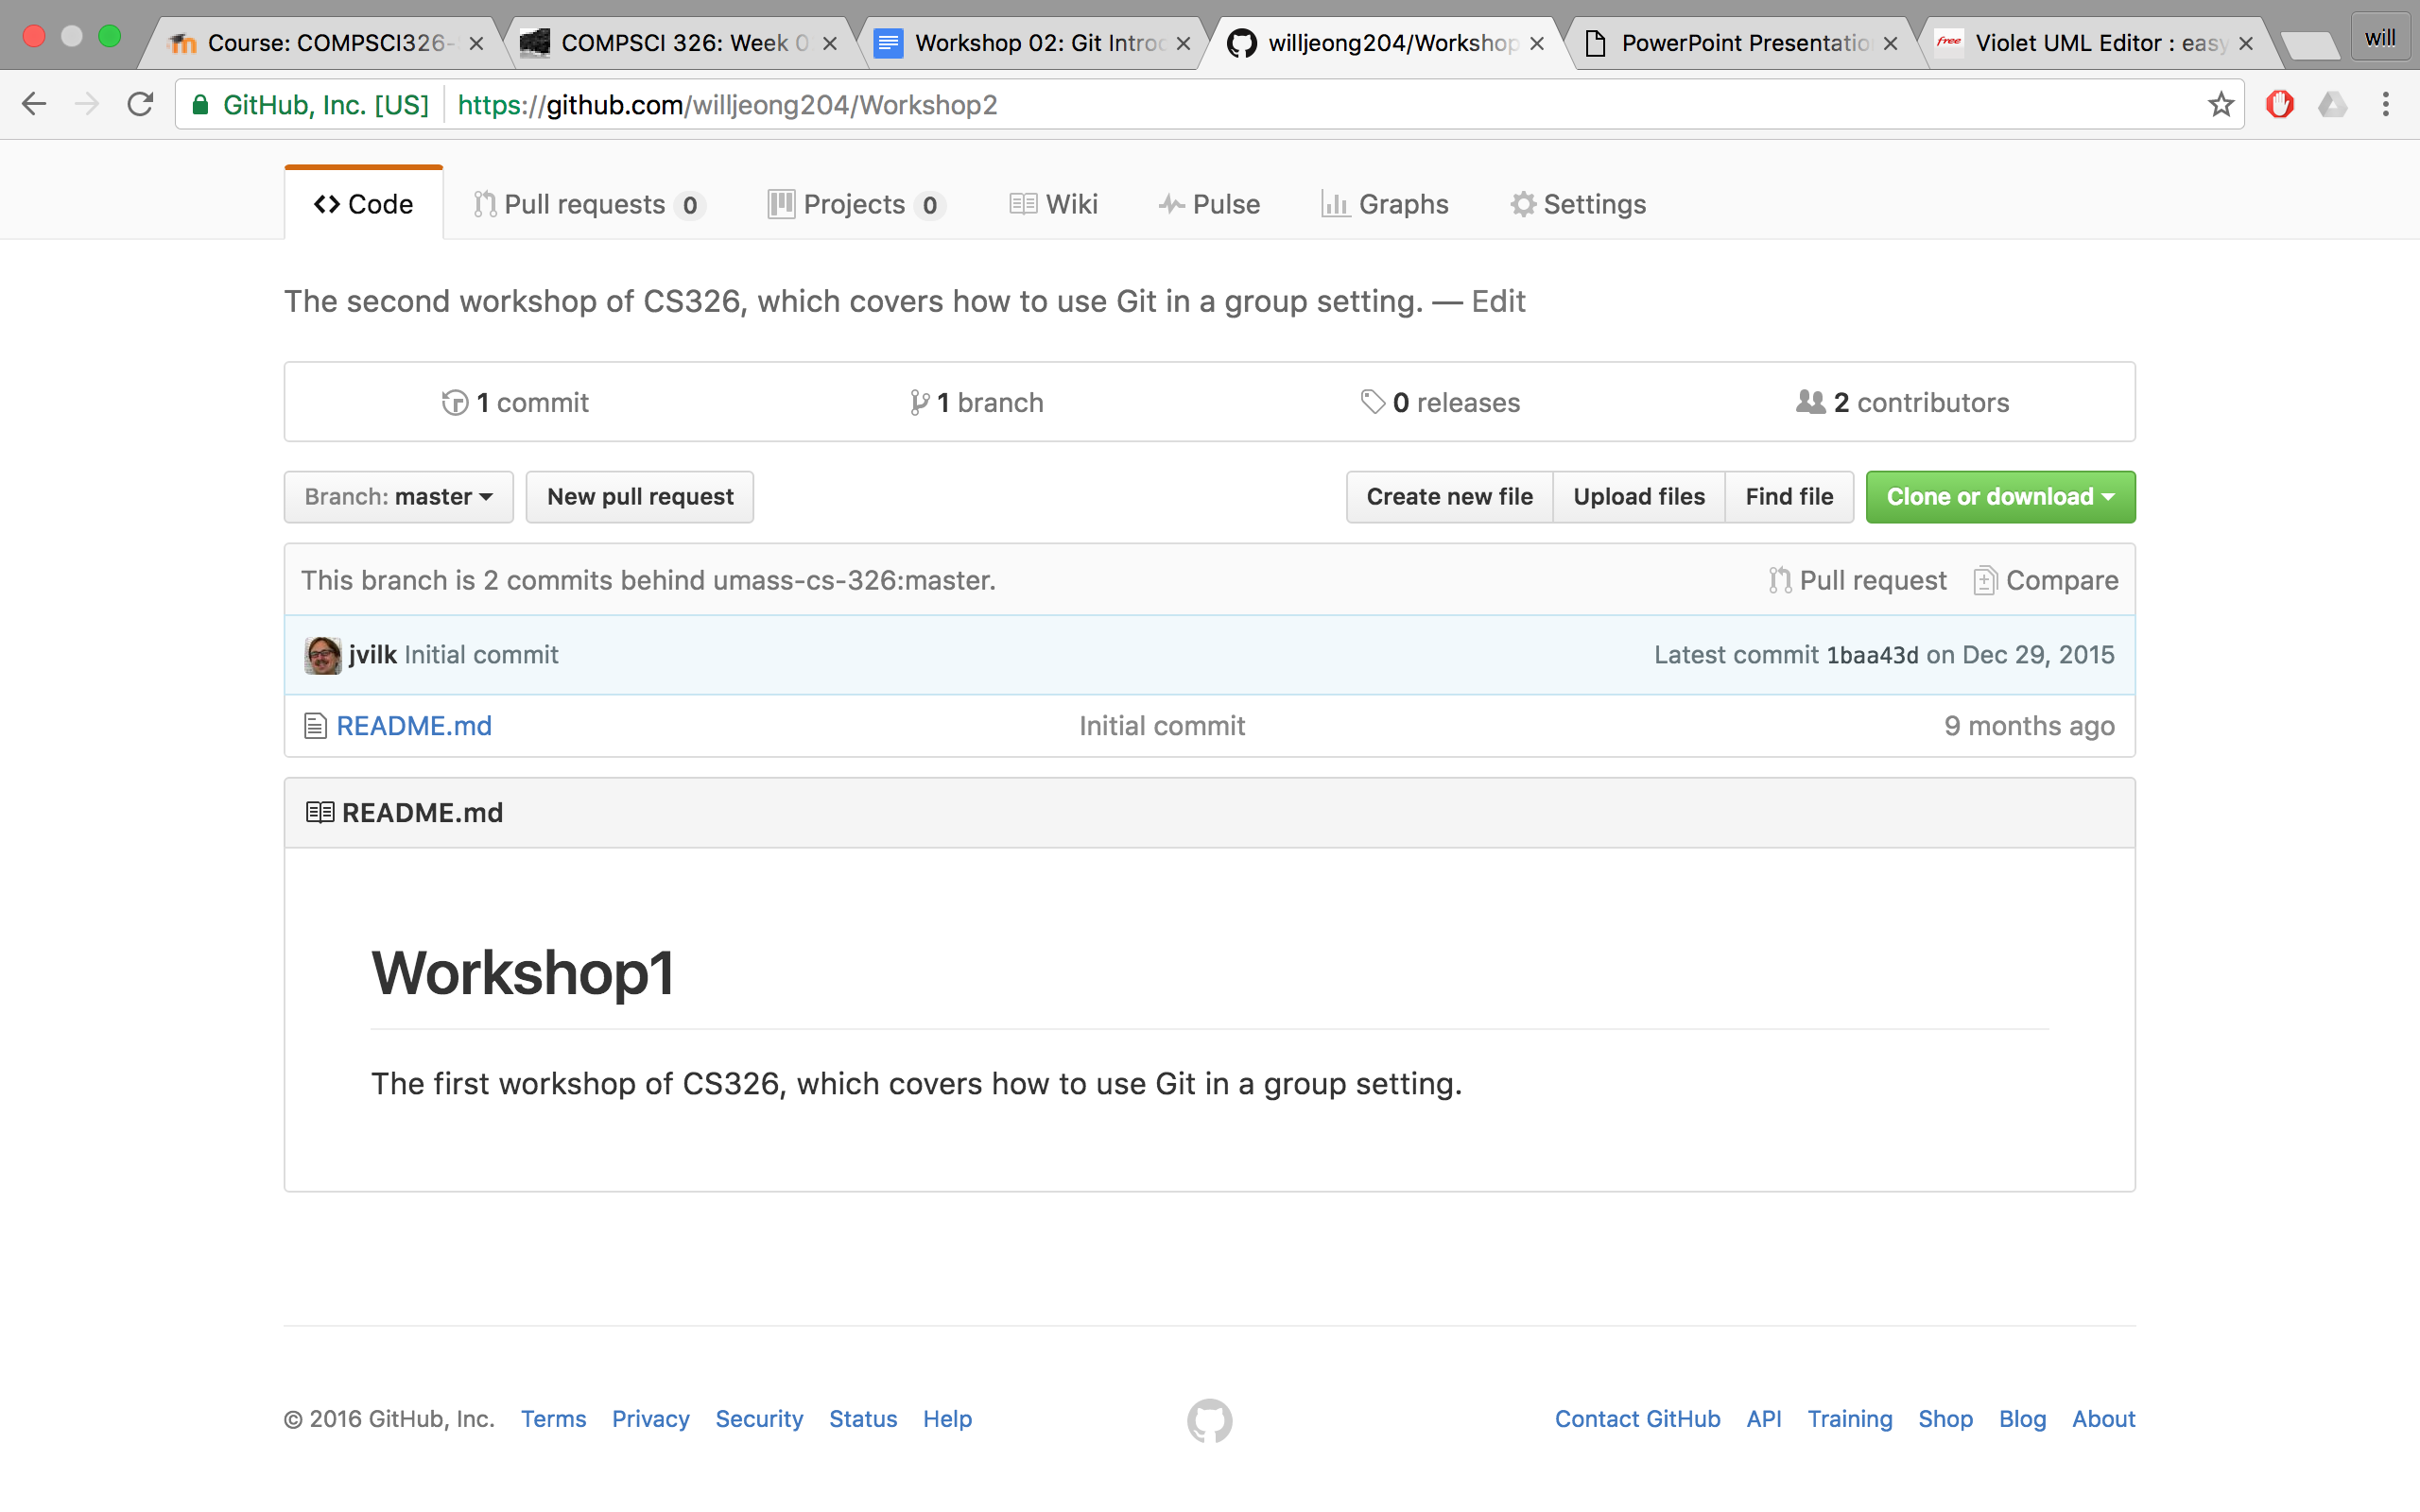 Course: COMPSCI326- COMPSCI 326: Week 0 Workshop 02: Git Introd willjeong204/Workshop PowerPoint Presentatio free Violet UML Editor : easy will
GitHub, Inc. [US] https://github.com/willjeong204/Workshop2
Code Pull requests 0 Projects 0 Wiki Pulse Graphs Settings
The second workshop of CS326, which covers how to use Git in a group setting. — Edit
1 commit 1 branch 0 releases 2 contributors
Branch: master New pull request Create new file Upload files Find file Clone or download
This branch is 2 commits behind umass-cs-326:master. Pull request Compare
jvilk Initial commit Latest commit 1baa43d on Dec 29, 2015
README.md Initial commit 9 months ago
README.md
Workshop1
The first workshop of CS326, which covers how to use Git in a group setting.
© 2016 GitHub, Inc. Terms Privacy Security Status Help Contact GitHub API Training Shop Blog About